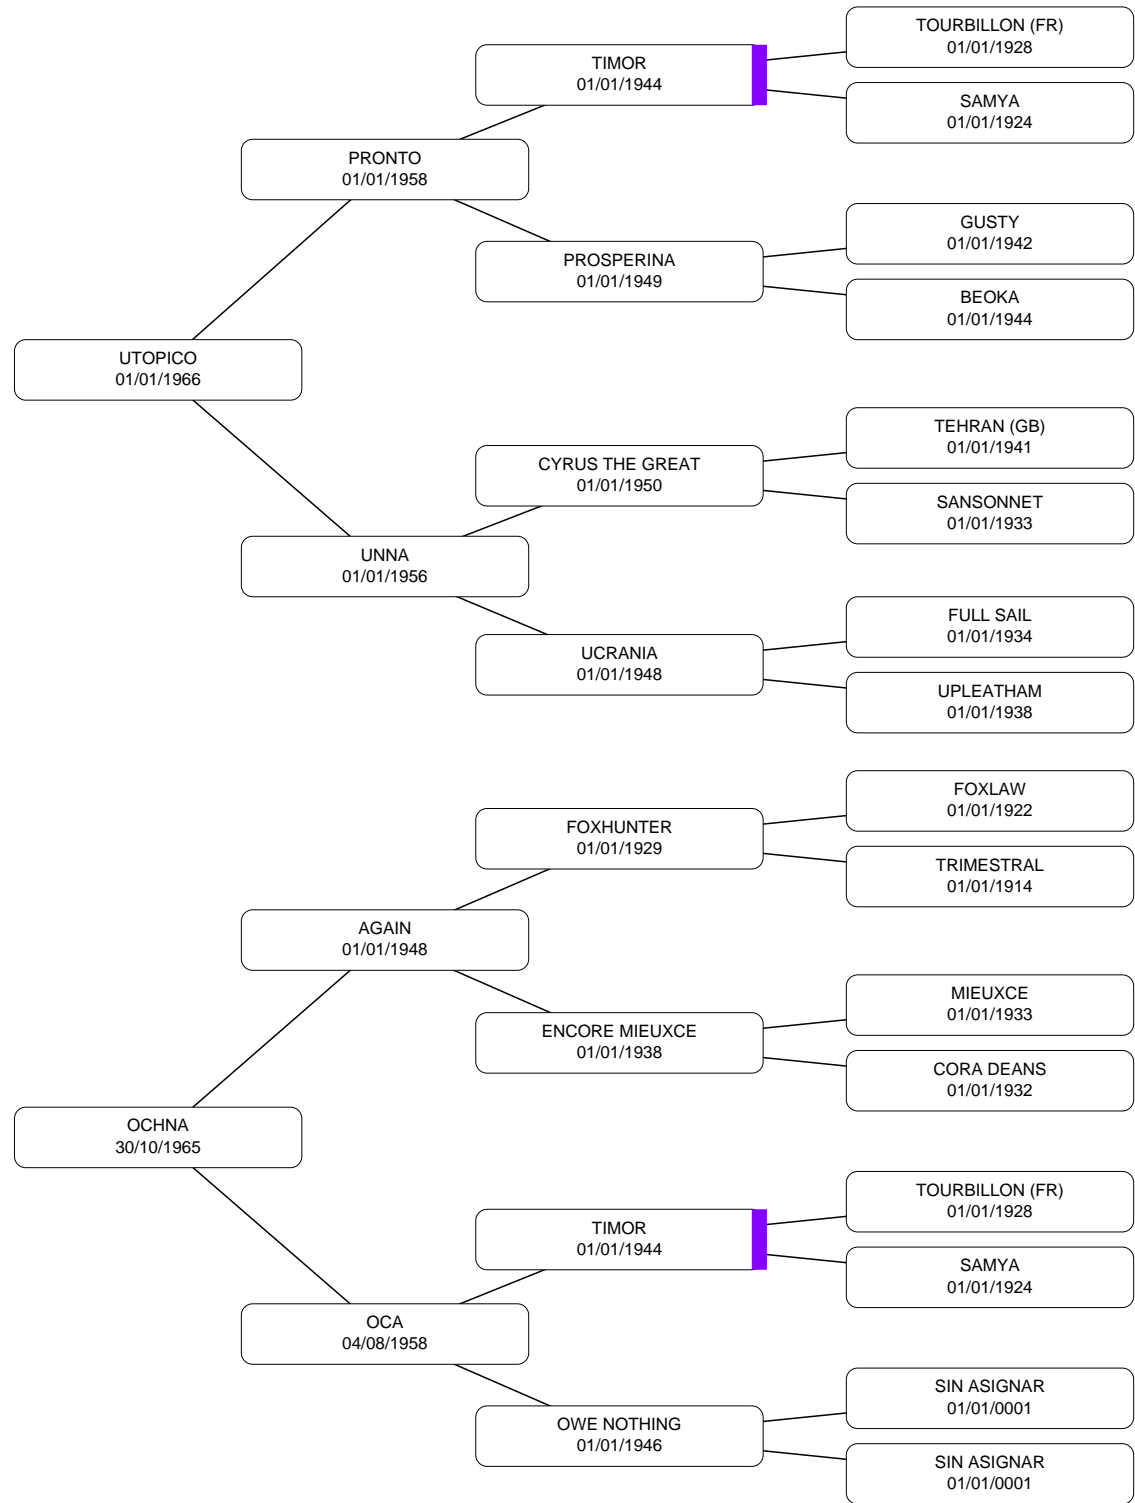 TOURBILLON (FR)
01/01/1928
TIMOR
01/01/1944
SAMYA
01/01/1924
PRONTO
01/01/1958
GUSTY
01/01/1942
PROSPERINA
01/01/1949
BEOKA
01/01/1944
UTOPICO
01/01/1966
TEHRAN (GB)
01/01/1941
CYRUS THE GREAT
01/01/1950
SANSONNET
01/01/1933
UNNA
01/01/1956
FULL SAIL
01/01/1934
UCRANIA
01/01/1948
UPLEATHAM
01/01/1938
FOXLAW
01/01/1922
FOXHUNTER
01/01/1929
TRIMESTRAL
01/01/1914
AGAIN
01/01/1948
MIEUXCE
01/01/1933
ENCORE MIEUXCE
01/01/1938
CORA DEANS
01/01/1932
OCHNA
30/10/1965
TOURBILLON (FR)
01/01/1928
TIMOR
01/01/1944
SAMYA
01/01/1924
OCA
04/08/1958
SIN ASIGNAR
01/01/0001
OWE NOTHING
01/01/1946
SIN ASIGNAR
01/01/0001